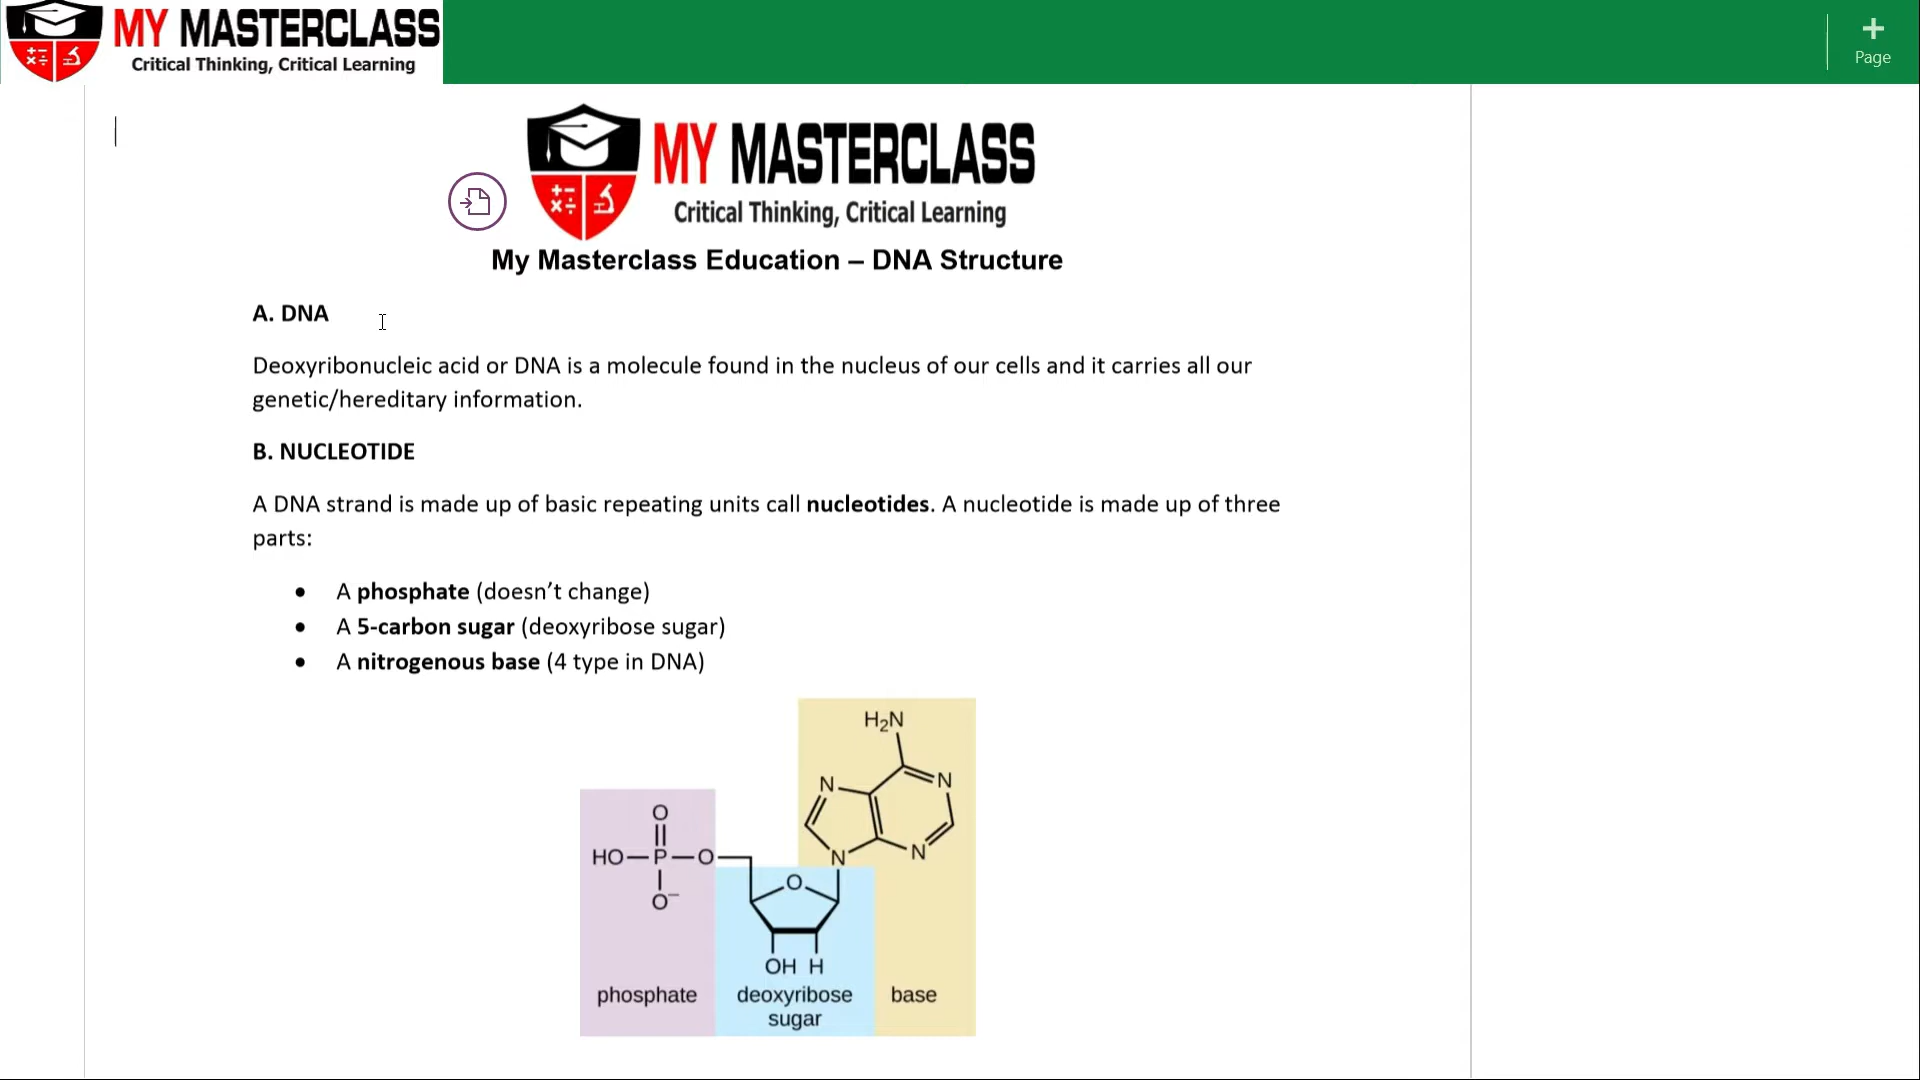 MY MASTERCLASS
Critical Thinking, Critical Learning
+
Page
MY MASTERCLASS
Critical Thinking, Critical Learning
My Masterclass Education – DNA Structure
A. DNA
Deoxyribonucleic acid or DNA is a molecule found in the nucleus of our cells and it carries all our
genetic/hereditary information.
B. NUCLEOTIDE
A DNA strand is made up of basic repeating units call nucleotides. A nucleotide is made up of three
parts:
• A phosphate (doesn’t change)
• A 5-carbon sugar (deoxyribose sugar)
• A nitrogenous base (4 type in DNA)
H₂N
N
N
O
HO—P—O
N
N
O
O⁻
OH H
phosphate
deoxyribose
sugar
base